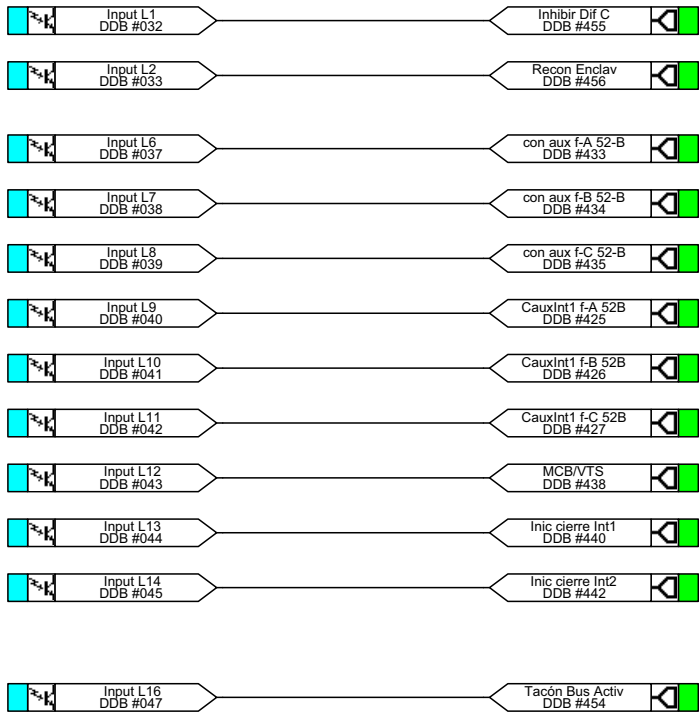 Input L1
DDB #032
Inhibir Dif C
DDB #455
Input L2
DDB #033
Recon Enclav
DDB #456
Input L6
DDB #037
con aux f-A 52-B
DDB #433
Input L7
DDB #038
con aux f-B 52-B
DDB #434
Input L8
DDB #039
con aux f-C 52-B
DDB #435
Input L9
DDB #040
CauxInt1 f-A 52B
DDB #425
Input L10
DDB #041
CauxInt1 f-B 52B
DDB #426
Input L11
DDB #042
CauxInt1 f-C 52B
DDB #427
Input L12
DDB #043
MCB/VTS
DDB #438
Input L13
DDB #044
Inic cierre Int1
DDB #440
Input L14
DDB #045
Inic cierre Int2
DDB #442
Input L16
DDB #047
Tacón Bus Activ
DDB #454